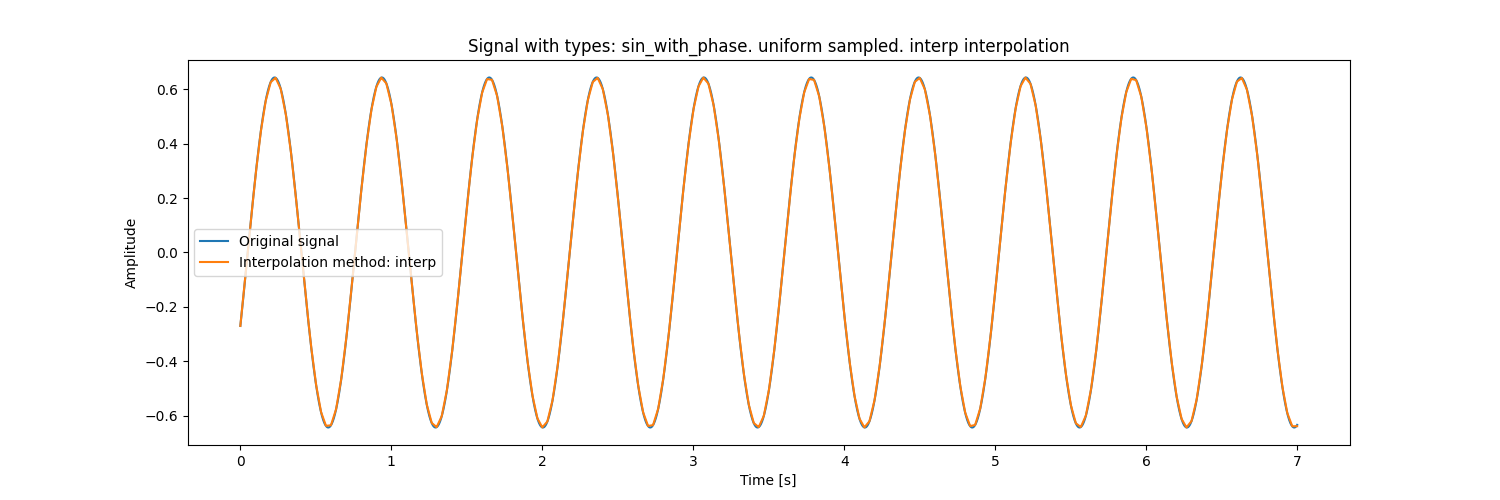 Signal with types: sin_with_phase. uniform sampled. interp interpolation
Amplitude
0.6
0.4
0.2
0.0
−0.2
−0.4
−0.6
Original signal
Interpolation method: interp
0 1 2 3 4 5 6 7
Time [s]